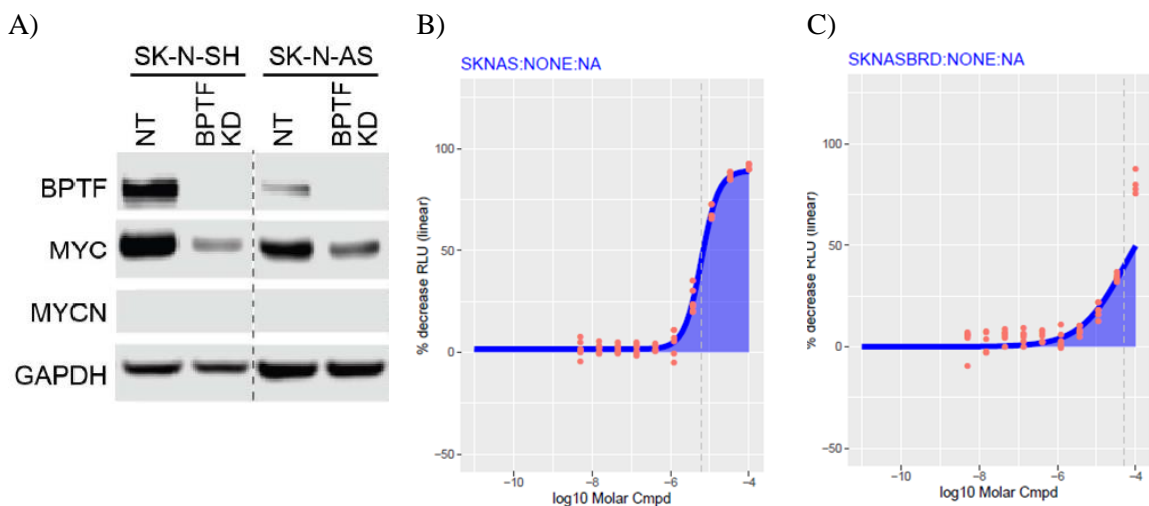 A)
SK-N-SH SK-N-AS
NT
BPTF
KD
NT
BPTF
KD
BPTF
MYC
MYCN
GAPDH
B)
SKNAS:NONE:NA
% decrease RLU (linear)
100
50
0
−50
−10 −8 −6 −4
log10 Molar Cmpd
C)
SKNASBRD:NONE:NA
% decrease RLU (linear)
100
50
0
−50
−10 −8 −6 −4
log10 Molar Cmpd